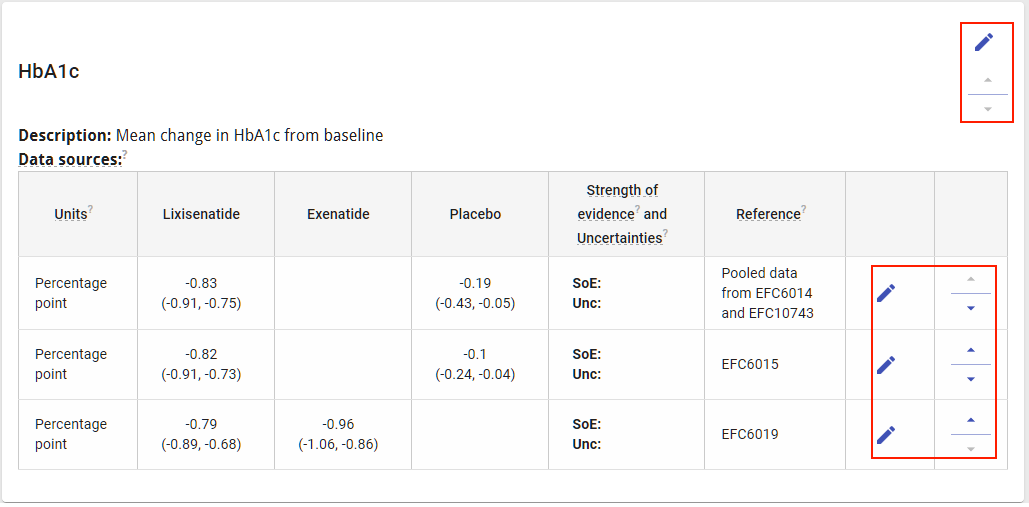 HbA1c
Description: Mean change in HbA1c from baseline
Data sources:?
Units? Lixisenatide Exenatide Placebo Strength of evidence? and Uncertainties? Reference?
Percentage point -0.83 (-0.91, -0.75) -0.19 (-0.43, -0.05) SoE: Unc: Pooled data from EFC6014 and EFC10743
Percentage point -0.82 (-0.91, -0.73) -0.1 (-0.24, -0.04) SoE: Unc: EFC6015
Percentage point -0.79 (-0.89, -0.68) -0.96 (-1.06, -0.86) SoE: Unc: EFC6019